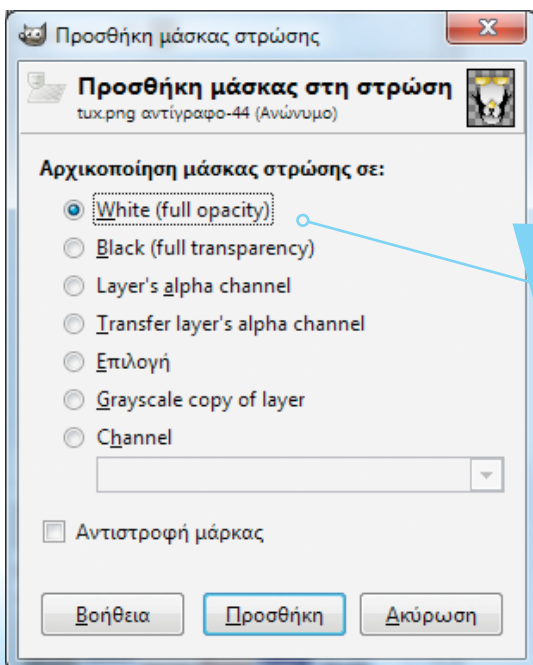 Προσθήκη μάσκας στρώσης
Προσθήκη μάσκας στη στρώση
tux.png αντίγραφο-44 (Ανώνυμο)
Αρχικοποίηση μάσκας στρώσης σε:
White (full opacity)
Black (full transparency)
Layer's alpha channel
Transfer layer's alpha channel
Επιλογή
Grayscale copy of layer
Channel
Αντιστροφή μάρκας
Βοήθεια Προσθήκη Ακύρωση